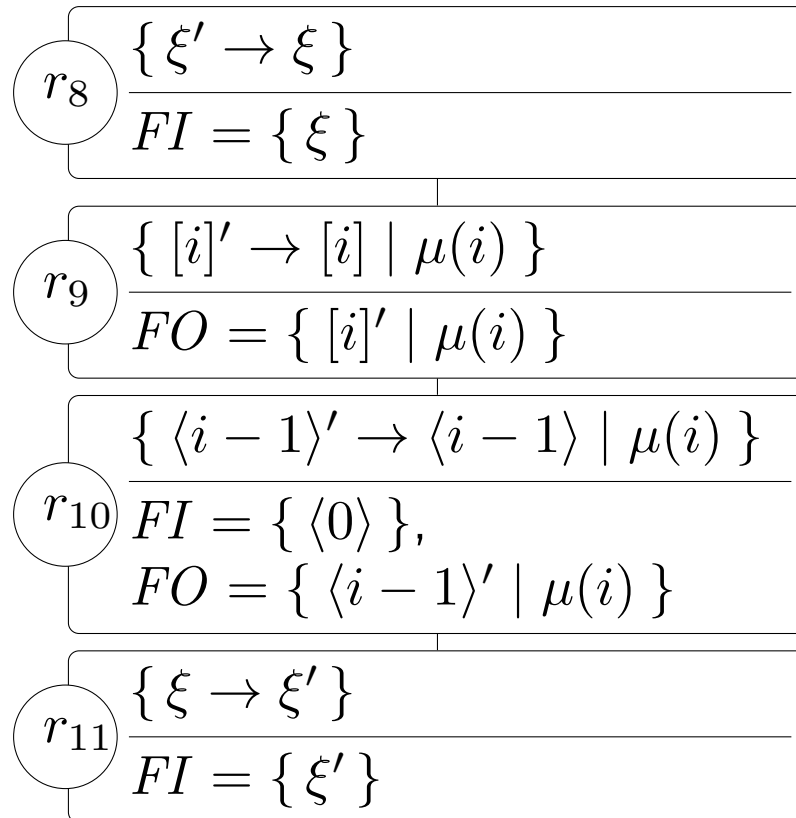 r₈
{ ξ′ → ξ }
FI = { ξ }
r₉
{ [i]′ → [i] | μ(i) }
FO = { [i]′ | μ(i) }
r₁₀
{ ⟨i − 1⟩′ → ⟨i − 1⟩ | μ(i) }
FI = { ⟨0⟩ },
FO = { ⟨i − 1⟩′ | μ(i) }
r₁₁
{ ξ → ξ′ }
FI = { ξ′ }